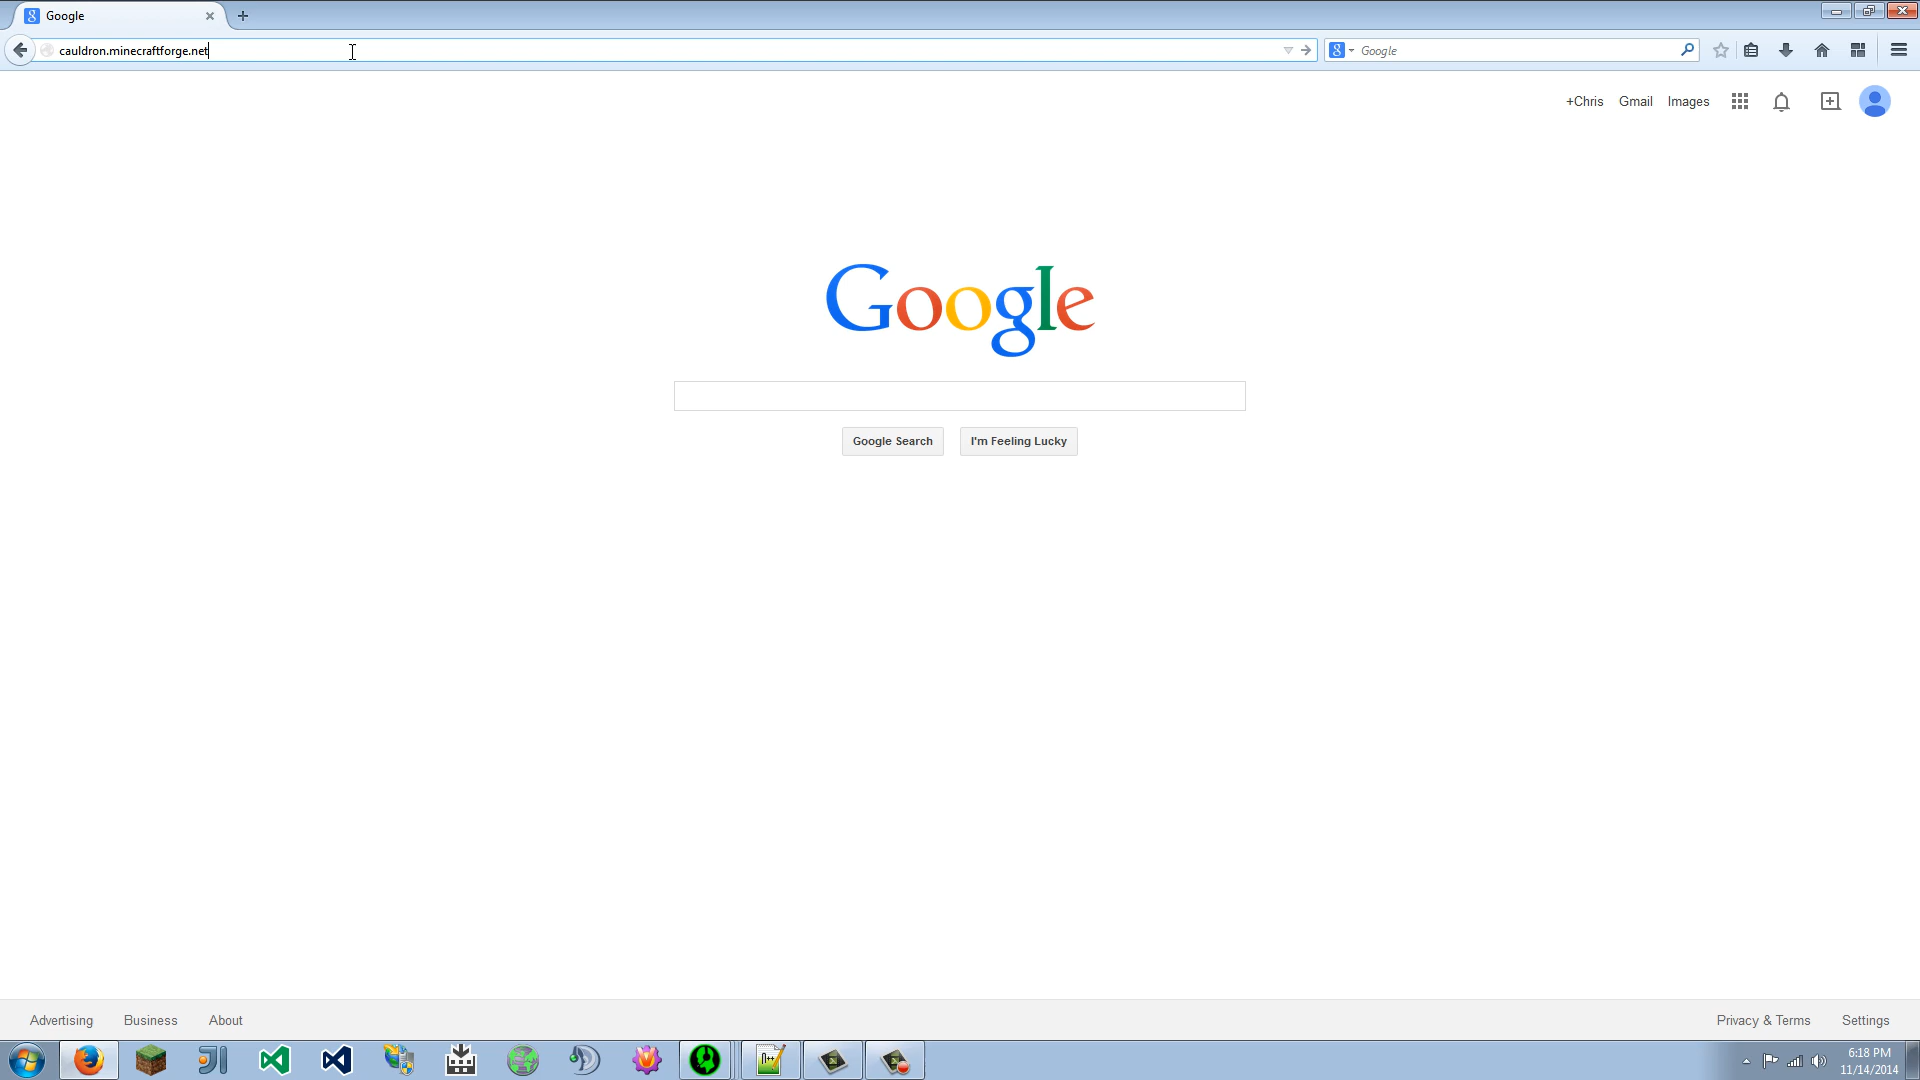 Google
cauldron.minecraftforge.net
Google
+Chris Gmail Images
Google
Google Search I'm Feeling Lucky
Advertising Business About
Privacy & Terms Settings
6:18 PM
11/14/2014